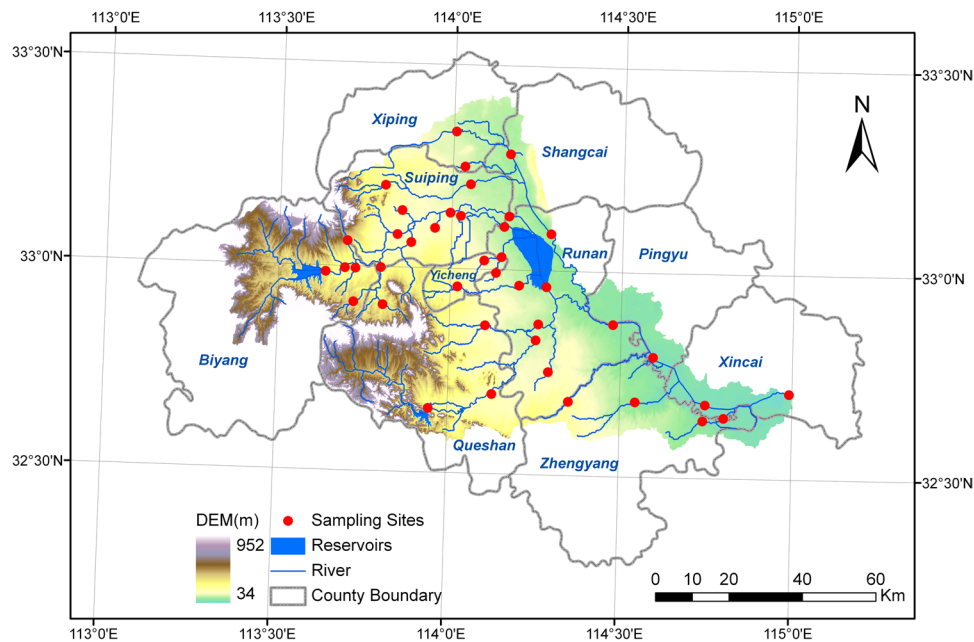 113°0'E 113°30'E 114°0'E 114°30'E 115°0'E
33°30'N
33°30'N
N
Xiping
Shangcai
Suiping
33°0'N
Runan
Pingyu
Yicheng
33°0'N
Biyang
Xincai
Queshan
Zhengyang
32°30'N
32°30'N
DEM(m) Sampling Sites
952 Reservoirs
River
34 County Boundary
0 10 20 40 60
Km
113°0'E 113°30'E 114°0'E 114°30'E 115°0'E